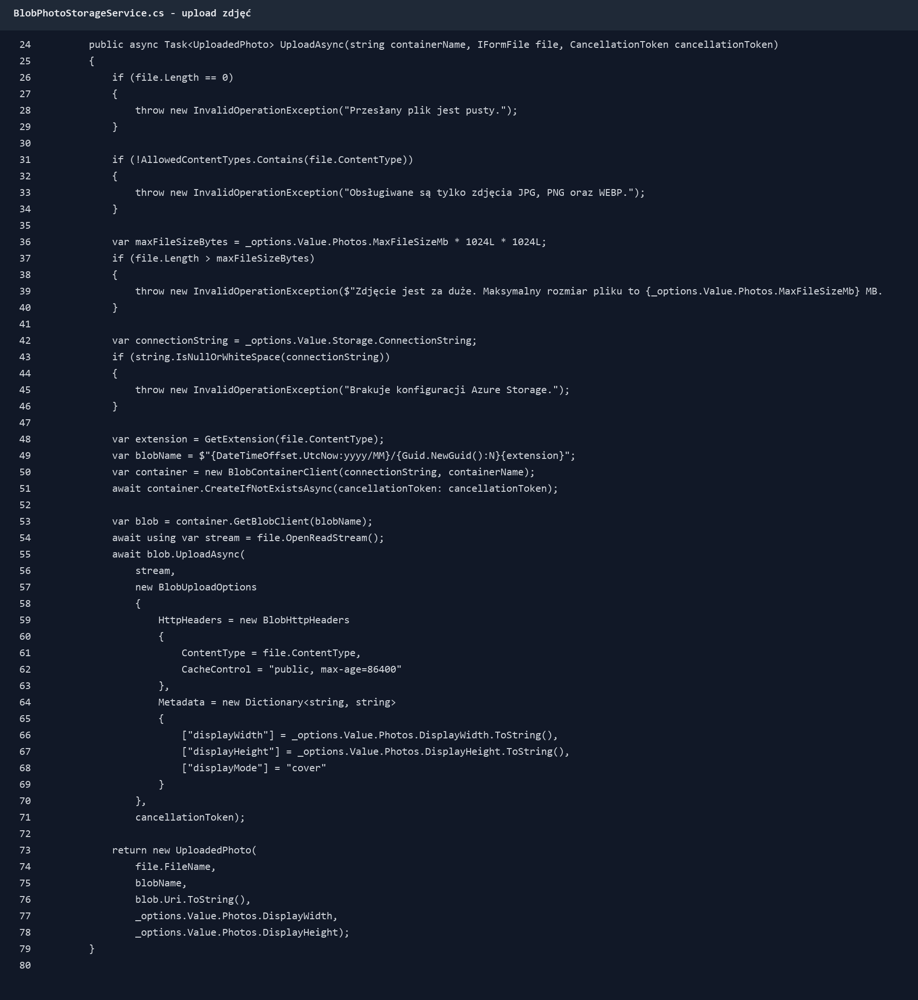 BlobPhotoStorageService.cs - upload zdjęć
24 public async Task<UploadedPhoto> UploadAsync(string containerName, IFormFile file, CancellationToken cancellationToken)
25 {
26 if (file.Length == 0)
27 {
28 throw new InvalidOperationException("Przesłany plik jest pusty.");
29 }
30
31 if (!AllowedContentTypes.Contains(file.ContentType))
32 {
33 throw new InvalidOperationException("Obsługiwane są tylko zdjęcia JPG, PNG oraz WEBP.");
34 }
35
36 var maxFileSizeBytes = _options.Value.Photos.MaxFileSizeMb * 1024L * 1024L;
37 if (file.Length > maxFileSizeBytes)
38 {
39 throw new InvalidOperationException($"Zdjęcie jest za duże. Maksymalny rozmiar pliku to {_options.Value.Photos.MaxFileSizeMb} MB.
40 }
41
42 var connectionString = _options.Value.Storage.ConnectionString;
43 if (string.IsNullOrWhiteSpace(connectionString))
44 {
45 throw new InvalidOperationException("Brakuje konfiguracji Azure Storage.");
46 }
47
48 var extension = GetExtension(file.ContentType);
49 var blobName = $"{DateTimeOffset.UtcNow:yyyy/MM}/{Guid.NewGuid():N}{extension}";
50 var container = new BlobContainerClient(connectionString, containerName);
51 await container.CreateIfNotExistsAsync(cancellationToken: cancellationToken);
52
53 var blob = container.GetBlobClient(blobName);
54 await using var stream = file.OpenReadStream();
55 await blob.UploadAsync(
56 stream,
57 new BlobUploadOptions
58 {
59 HttpHeaders = new BlobHttpHeaders
60 {
61 ContentType = file.ContentType,
62 CacheControl = "public, max-age=86400"
63 },
64 Metadata = new Dictionary<string, string>
65 {
66 ["displayWidth"] = _options.Value.Photos.DisplayWidth.ToString(),
67 ["displayHeight"] = _options.Value.Photos.DisplayHeight.ToString(),
68 ["displayMode"] = "cover"
69 }
70 },
71 cancellationToken);
72
73 return new UploadedPhoto(
74 file.FileName,
75 blobName,
76 blob.Uri.ToString(),
77 _options.Value.Photos.DisplayWidth,
78 _options.Value.Photos.DisplayHeight);
79 }
80